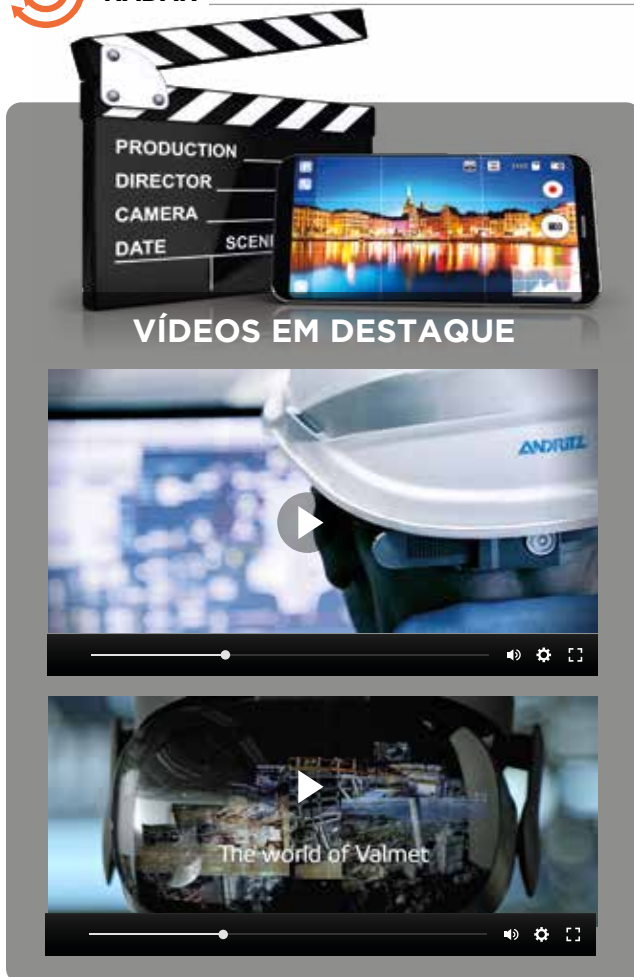 PRODUCTION
DIRECTOR
CAMERA
DATE SCENE
VÍDEOS EM DESTAQUE
ANDRITZ
The world of Valmet